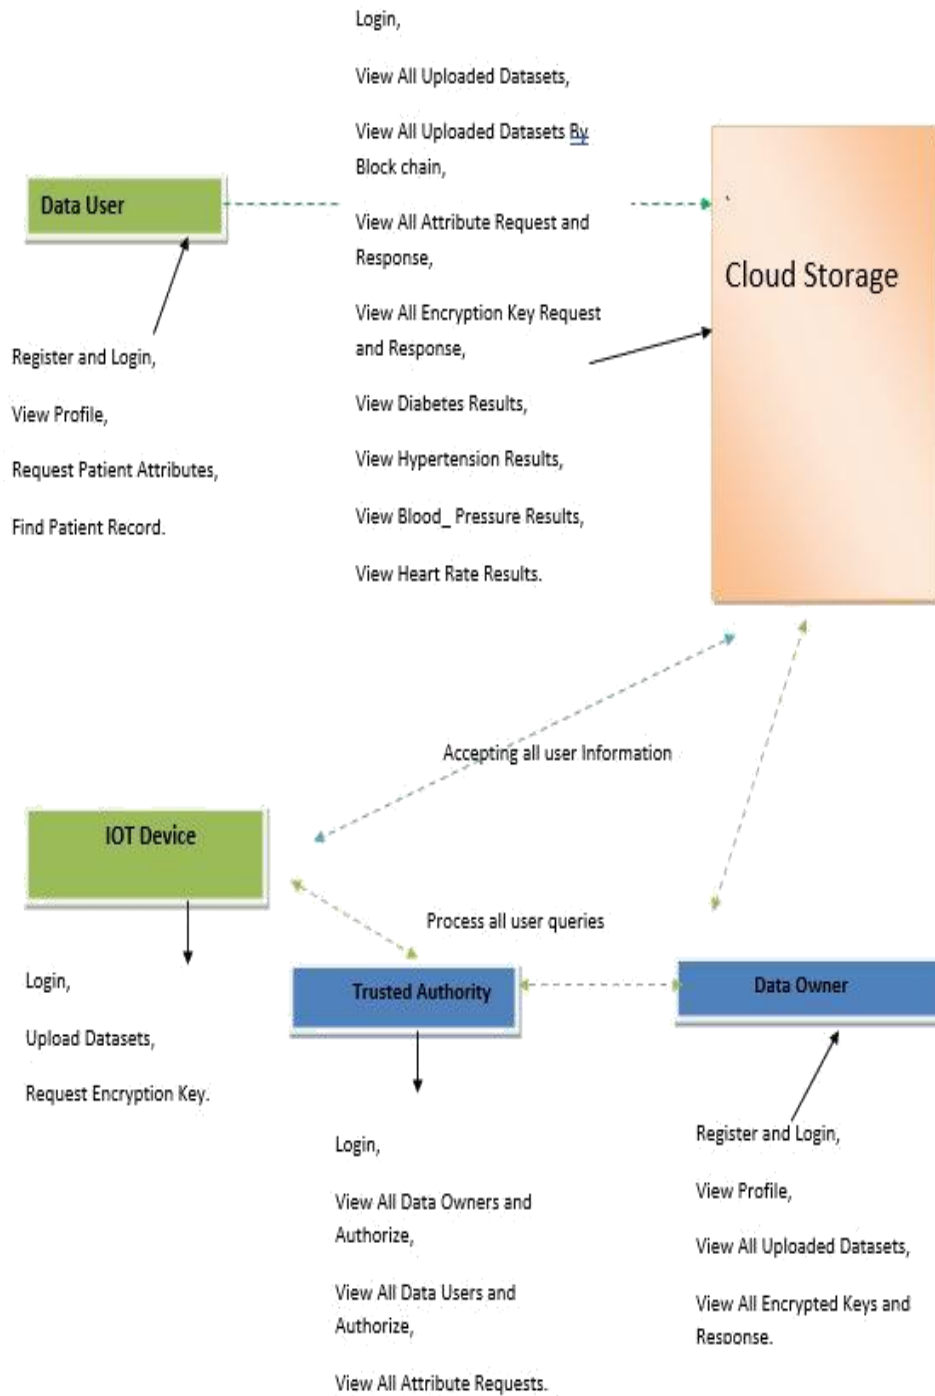 Login,
View All Uploaded Datasets,
View All Uploaded Datasets By
Block chain,
View All Attribute Request and
Response,
View All Encryption Key Request
and Response,
View Diabetes Results,
View Hypertension Results,
View Blood_ Pressure Results,
View Heart Rate Results.
Data User
Register and Login,
View Profile,
Request Patient Attributes,
Find Patient Record.
Cloud Storage
Accepting all user Information
IOT Device
Process all user queries
Login,
Upload Datasets,
Request Encryption Key.
Trusted Authority
Login,
View All Data Owners and
Authorize,
View All Data Users and
Authorize,
View All Attribute Requests.
Data Owner
Register and Login,
View Profile,
View All Uploaded Datasets,
View All Encrypted Keys and
Response.